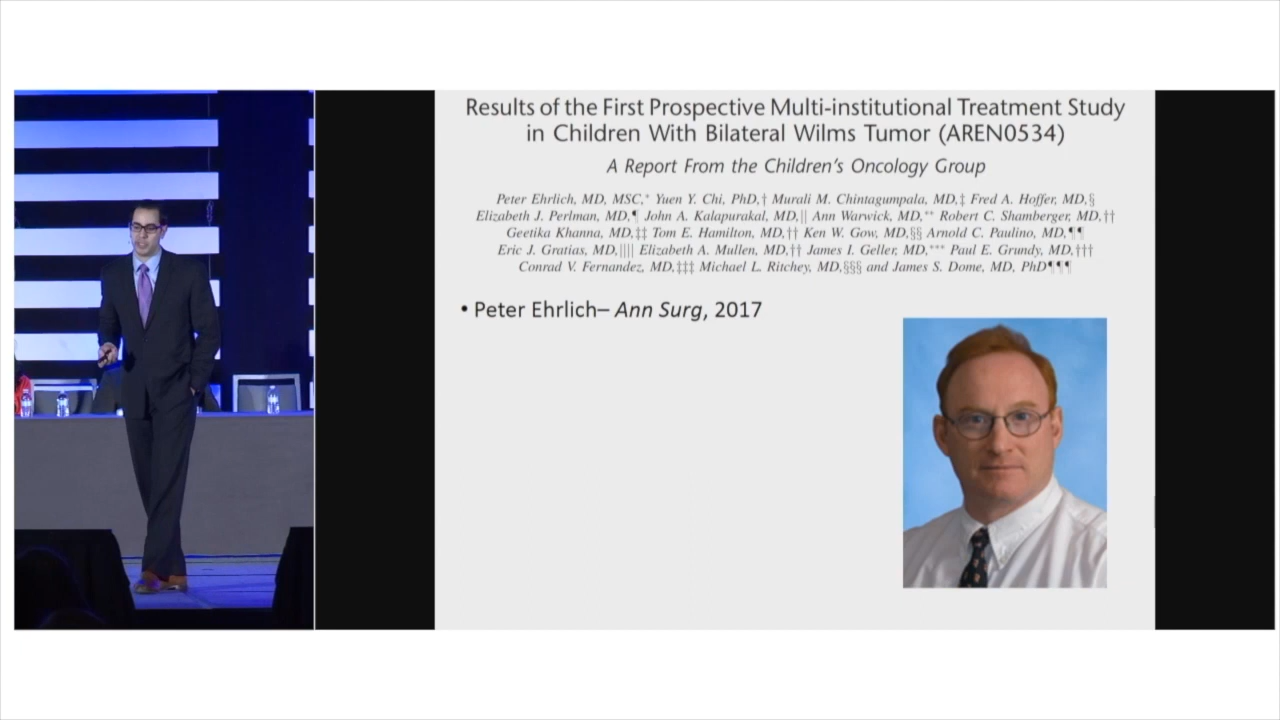 Results of the First Prospective Multi-institutional Treatment Study
in Children With Bilateral Wilms Tumor (AREN0534)
A Report From the Children's Oncology Group
Peter Ehrlich, MD, MSC,* Yuen Y. Chi, PhD,† Murali M. Chintagumpala, MD,‡ Fred A. Hoffer, MD,§
Elizabeth J. Perlman, MD,¶ John A. Kalapurakal, MD,|| Ann Warwick, MD,** Robert C. Shamberger, MD,††
Geetika Khanna, MD,‡‡ Tom E. Hamilton, MD,†† Ken W. Gow, MD,§§ Arnold C. Paulino, MD,¶¶
Eric J. Gratias, MD,|||| Elizabeth A. Mullen, MD,†† James I. Geller, MD,*** Paul E. Grundy, MD,†††
Conrad V. Fernandez, MD,‡‡‡ Michael L. Ritchey, MD,§§§ and James S. Dome, MD, PhD¶¶¶
• Peter Ehrlich– Ann Surg, 2017